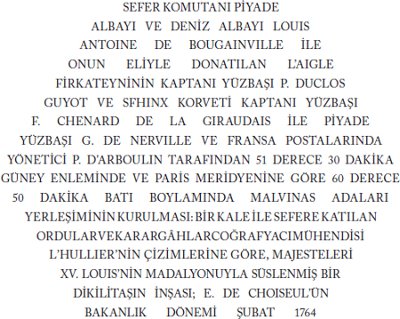 SEFER KOMUTANI PİYADE
ALBAYI VE DENİZ ALBAYI LOUIS
ANTOINE DE BOUGAINVILLE İLE
ONUN ELİYLE DONATILAN L'AIGLE
FİRKATEYNİNİN KAPTANI YÜZBAŞI P. DUCLOS
GUYOT VE SFHINX KORVETİ KAPTANI YÜZBAŞI
F. CHENARD DE LA GIRAUDAIS İLE PİYADE
YÜZBAŞI G. DE NERVILLE VE FRANSA POSTALARINDA
YÖNETİCİ P. D'ARBOULIN TARAFINDAN 51 DERECE 30 DAKİKA
GÜNEY ENLEMİNDE VE PARİS MERİDYENİNE GÖRE 60 DERECE
50 DAKİKA BATI BOYLAMINDA MALVINAS ADALARI
YERLEŞİMİNİN KURULMASI: BİR KALE İLE SEFERE KATILAN
ORDULARVEKARARGÂHLARCOĞRAFYACIMÜHENDİSİ
L'HULLIER'NİN ÇİZİMLERİNE GÖRE, MAJESTELERİ
XV. LOUIS'NİN MADALYONUYLA SÜSLENMİŞ BİR
DİKİLİTAŞIN İNŞASI; E. DE CHOISEUL'ÜN
BAKANLIK DÖNEMİ ŞUBAT 1764